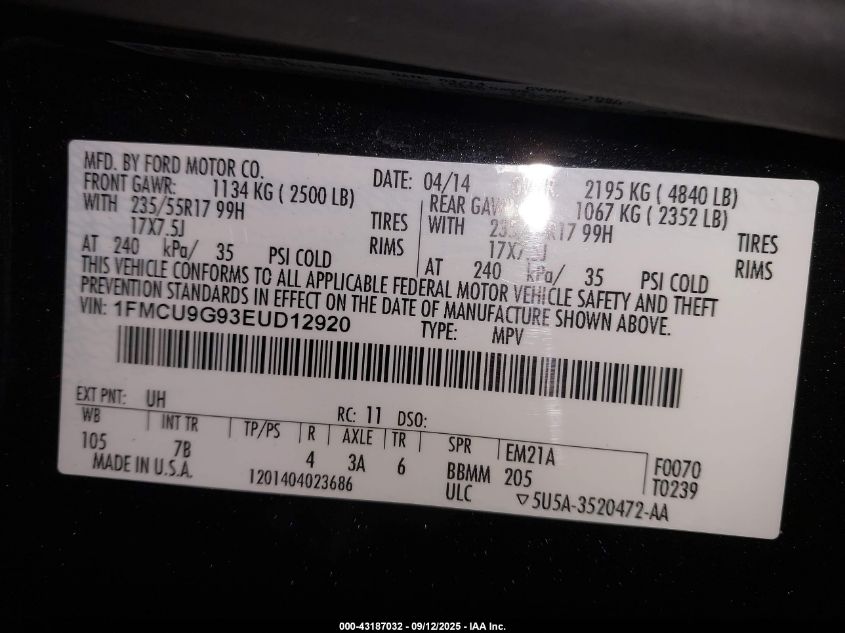 MFD. BY FORD MOTOR CO. DATE: 04/14 2195 KG ( 4840 LB)
FRONT GAWR: 1134 KG ( 2500 LB) REAR GAW 1067 KG ( 2352 LB)
WITH 235/55R17 99H TIRES WITH 235 R17 99H TIRES
17X7.5J RIMS 17X7. J RIMS
AT 240 kPa/ 35 PSI COLD AT 240 kPa/ 35 PSI COLD
THIS VEHICLE CONFORMS TO ALL APPLICABLE FEDERAL MOTOR VEHICLE SAFETY AND THEFT
PREVENTION STANDARDS IN EFFECT ON THE DATE OF MANUFACTURE SHOWN ABOVE.
VIN: 1FMCU9G93EUD12920 TYPE: MPV
EXT PNT: UH RC: 11 DSO:
WB INT TR TP/PS R AXLE TR SPR EM21A F0070
105 7B 4 3A 6 BBMM 205 T0239
MADE IN U.S.A. 1201404023686 ULC ▽5U5A-3520472-AA
000-43187032 - 09/12/2025 - IAA Inc.